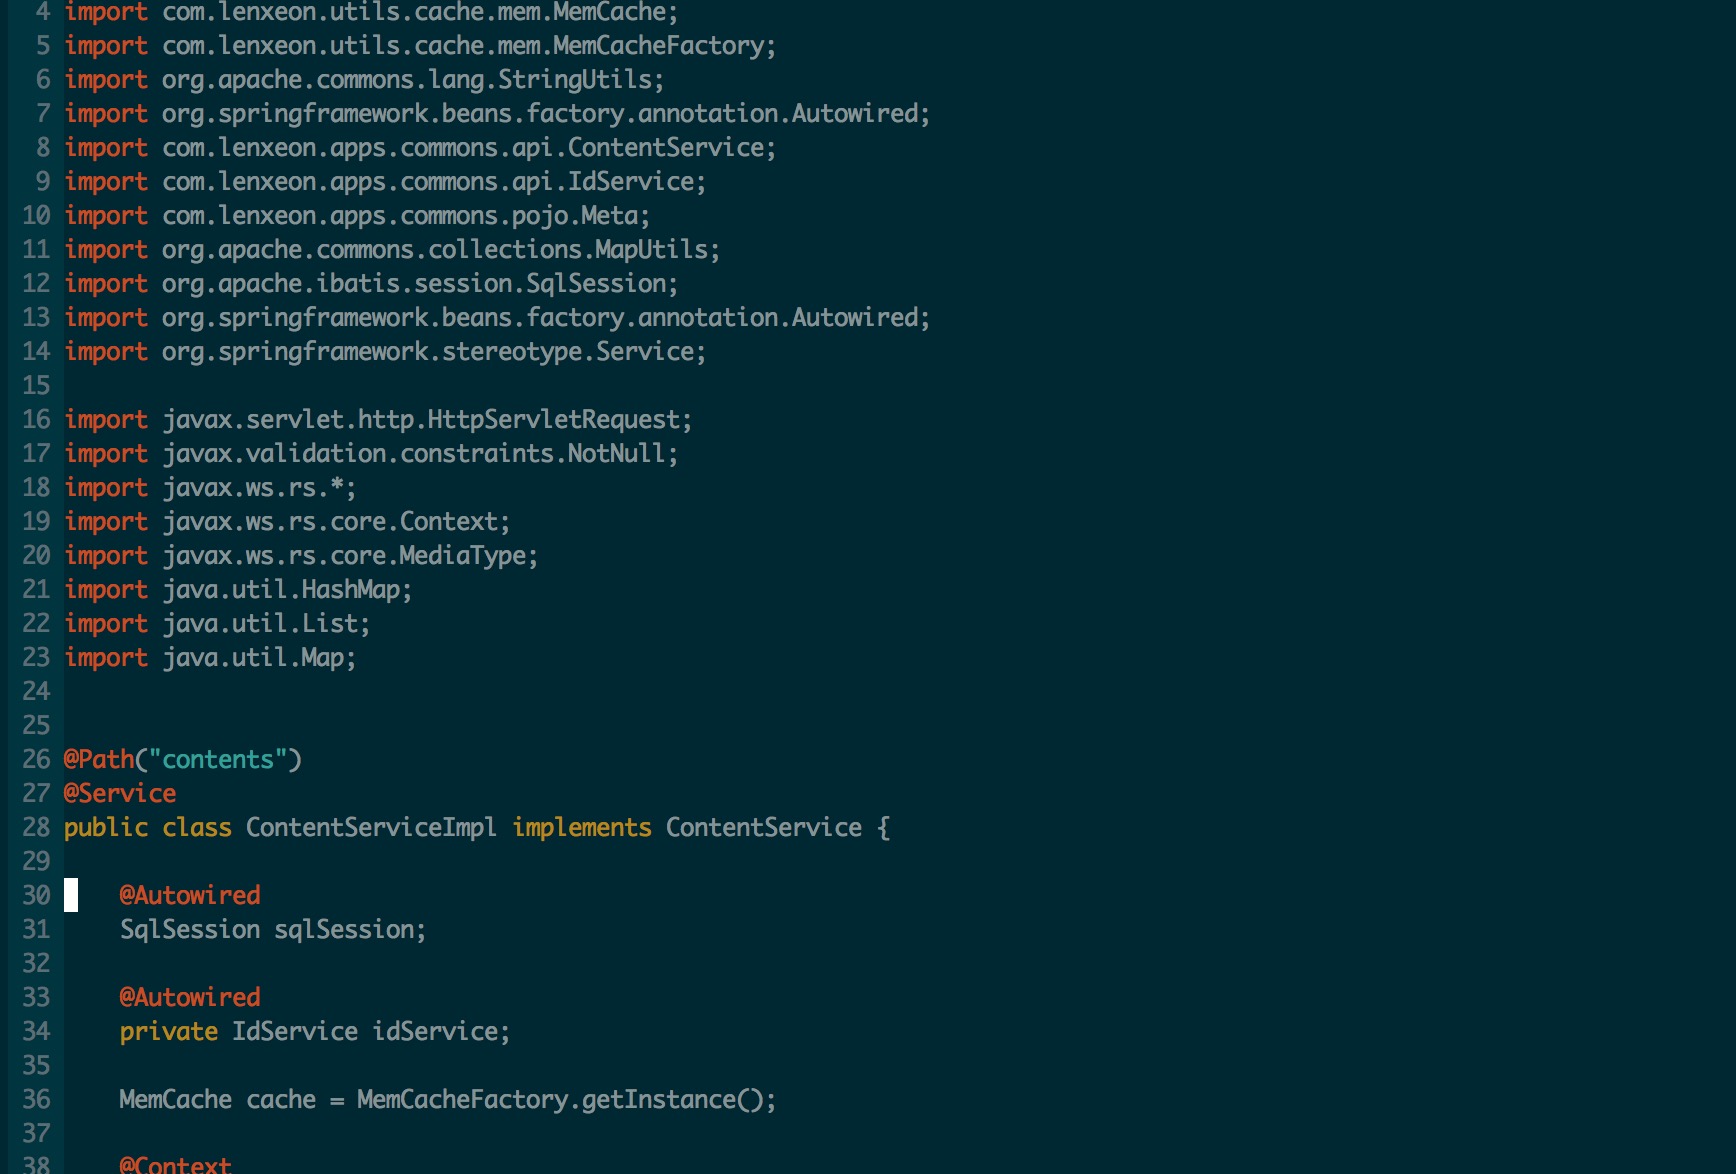 4 import com.lenxeon.utils.cache.mem.MemCache;
5 import com.lenxeon.utils.cache.mem.MemCacheFactory;
6 import org.apache.commons.lang.StringUtils;
7 import org.springframework.beans.factory.annotation.Autowired;
8 import com.lenxeon.apps.commons.api.ContentService;
9 import com.lenxeon.apps.commons.api.IdService;
10 import com.lenxeon.apps.commons.pojo.Meta;
11 import org.apache.commons.collections.MapUtils;
12 import org.apache.ibatis.session.SqlSession;
13 import org.springframework.beans.factory.annotation.Autowired;
14 import org.springframework.stereotype.Service;
15
16 import javax.servlet.http.HttpServletRequest;
17 import javax.validation.constraints.NotNull;
18 import javax.ws.rs.*;
19 import javax.ws.rs.core.Context;
20 import javax.ws.rs.core.MediaType;
21 import java.util.HashMap;
22 import java.util.List;
23 import java.util.Map;
24
25
26 @Path("contents")
27 @Service
28 public class ContentServiceImpl implements ContentService {
29
30     @Autowired
31     SqlSession sqlSession;
32
33     @Autowired
34     private IdService idService;
35
36     MemCache cache = MemCacheFactory.getInstance();
37
38     @Context